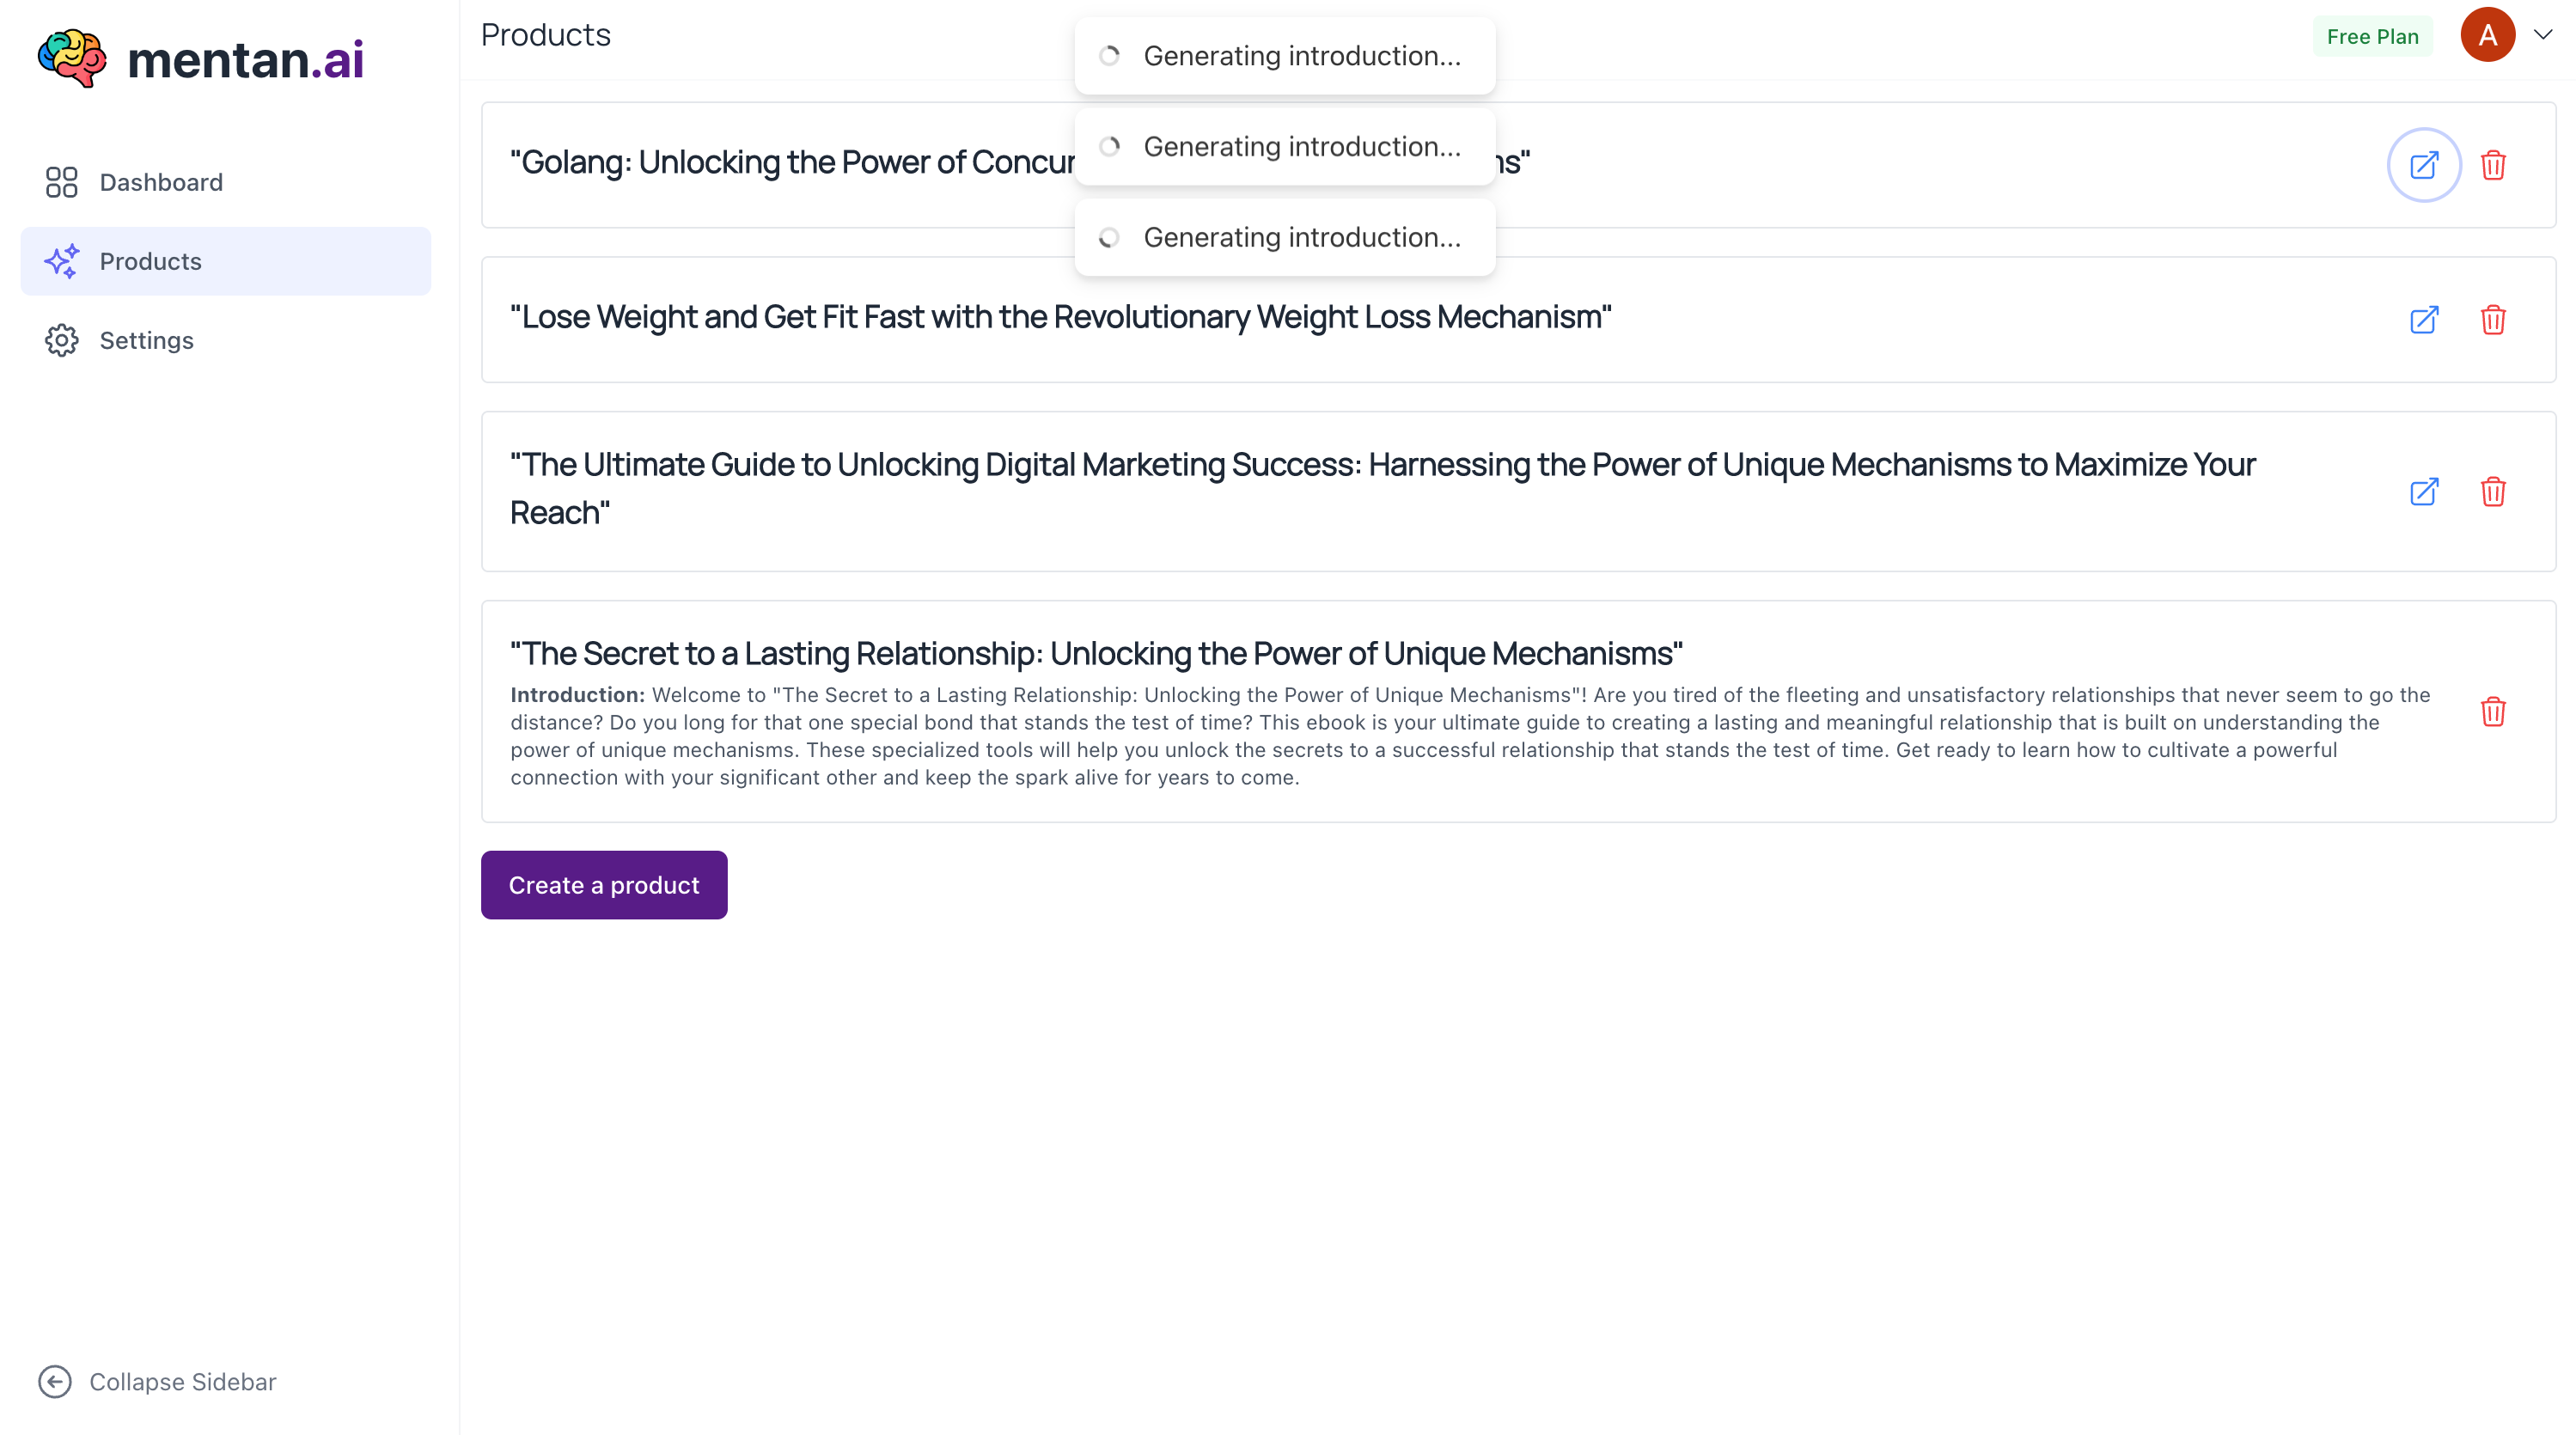 mentan.ai
Products
Free Plan
A
Generating introduction...
Generating introduction...
Generating introduction...
Dashboard
Products
Settings
"Golang: Unlocking the Power of
"Lose Weight and Get Fit Fast with the Revolutionary Weight Loss Mechanism"
"The Ultimate Guide to Unlocking Digital Marketing Success: Harnessing the Power of Unique Mechanisms to Maximize Your
Reach"
"The Secret to a Lasting Relationship: Unlocking the Power of Unique Mechanisms"
Introduction: Welcome to "The Secret to a Lasting Relationship: Unlocking the Power of Unique Mechanisms"! Are you tired of the fleeting and unsatisfactory relationships that never seem to go the
distance? Do you long for that one special bond that stands the test of time? This ebook is your ultimate guide to creating a lasting and meaningful relationship that is built on understanding the
power of unique mechanisms. These specialized tools will help you unlock the secrets to a successful relationship that stands the test of time. Get ready to learn how to cultivate a powerful
connection with your significant other and keep the spark alive for years to come.
Create a product
Collapse Sidebar